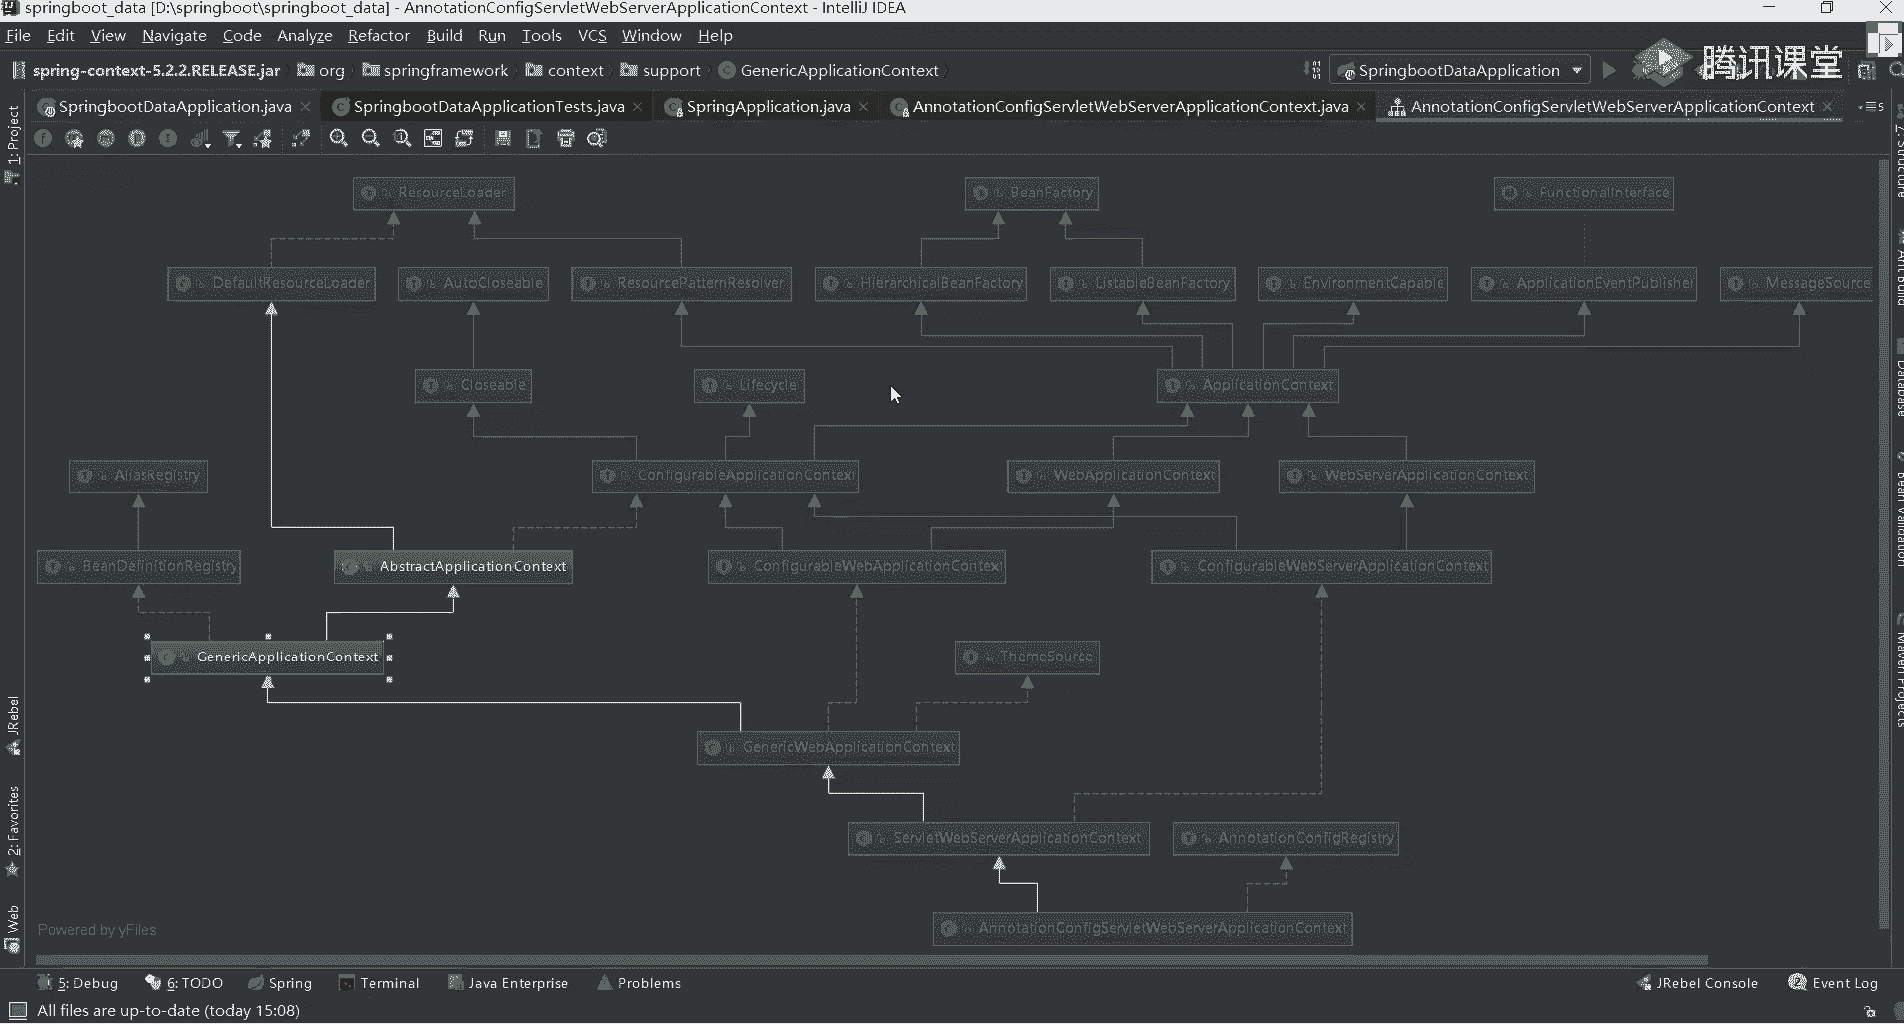 springboot_data [D:\springboot\springboot_data] - AnnotationConfigServletWebServerApplicationContext - IntelliJ IDEA
File Edit View Navigate Code Analyze Refactor Build Run Tools VCS Window Help
spring-context-5.2.2.RELEASE.jar org springframework context support GenericApplicationContext SpringbootDataApplication 腾讯课堂
SpringbootDataApplication.java SpringbootDataApplicationTests.java SpringApplication.java AnnotationConfigServletWebServerApplicationContext.java AnnotationConfigServletWebServerApplicationContext 5
1: Project
Z: Structure
Ant Build
Database
Bean Validation
Maven Projects
JRebel
2: Favorites
Web
ResourceLoader BeanFactory FunctionalInterface
DefaultResourceLoader AutoCloseable ResourcePatternResolver HierarchicalBeanFactory ListableBeanFactory EnvironmentCapable ApplicationEventPublisher MessageSource
Closeable Lifecycle ApplicationContext
AliasRegistry ConfigurableApplicationContext WebApplicationContext WebServerApplicationContext
BeanDefinitionRegistry AbstractApplicationContext ConfigurableWebApplicationContext ConfigurableWebServerApplicationContext
GenericApplicationContext ThemeSource
GenericWebApplicationContext
ServletWebServerApplicationContext AnnotationConfigRegistry
AnnotationConfigServletWebServerApplicationContext
Powered by yFiles
5: Debug 6: TODO Spring Terminal Java Enterprise Problems JRebel Console Event Log
All files are up-to-date (today 15:08)